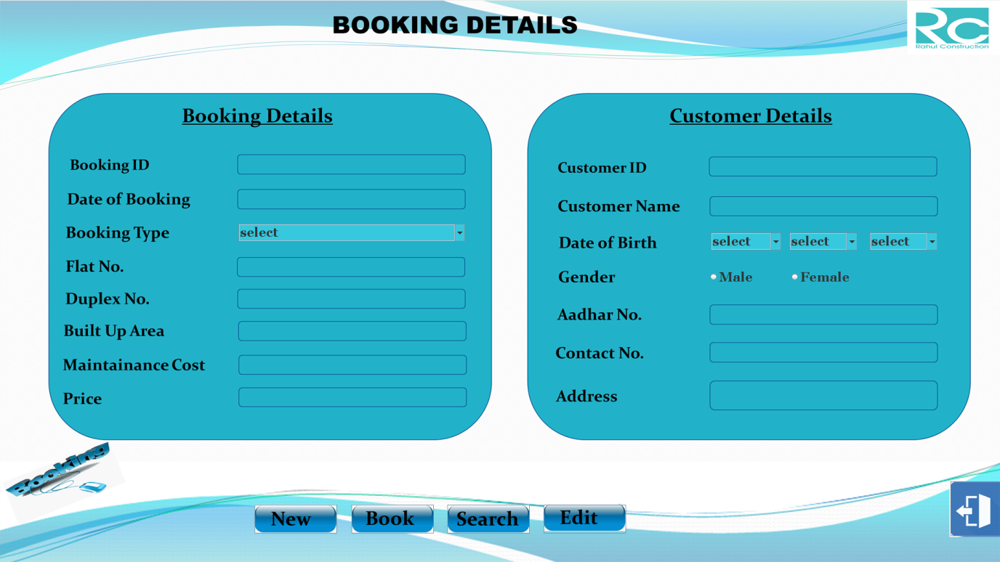 BOOKING DETAILS
RC
Rahul Construction
Booking Details
Booking ID
Date of Booking
Booking Type select
Flat No.
Duplex No.
Built Up Area
Maintainance Cost
Price
Customer Details
Customer ID
Customer Name
Date of Birth select select select
Gender Male Female
Aadhar No.
Contact No.
Address
Booking
New Book Search Edit